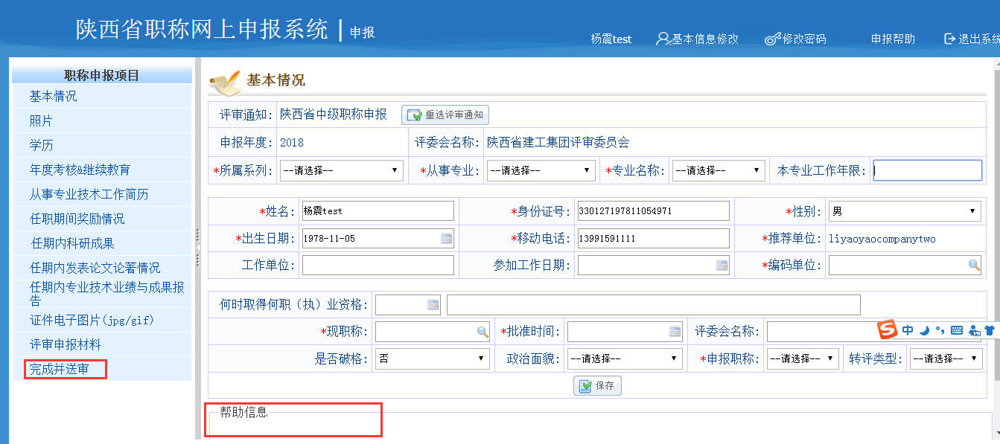 陕西省职称网上申报系统 | 申报
杨震test 基本信息修改 修改密码 申报帮助 退出系统
职称申报项目
基本情况
照片
学历
年度考核&继续教育
从事专业技术工作简历
任职期间奖励情况
任期内科研成果
任期内发表论文论著情况
任期内专业技术业绩与成果报
告
证件电子图片(jpg/gif)
评审申报材料
完成并送审
基本情况
评审通知: 陕西省中级职称申报 重选评审通知
申报年度: 2018 评委会名称: 陕西省建工集团评审委员会
*所属系列: --请选择-- *从事专业: --请选择-- *专业名称: --请选择-- 本专业工作年限:
*姓名: 杨震test *身份证号: 330127197811054971 *性别: 男
*出生日期: 1978-11-05 *移动电话: 13991591111 *推荐单位: liyaoyaocompanytwo
工作单位: 参加工作日期: *编码单位:
何时取得何职（执）业资格:
*现职称: *批准时间: 评委会名称:
是否破格: 否 政治面貌: --请选择-- *申报职称: --请选择-- 转评类型: --请选择--
保存
帮助信息
S 中